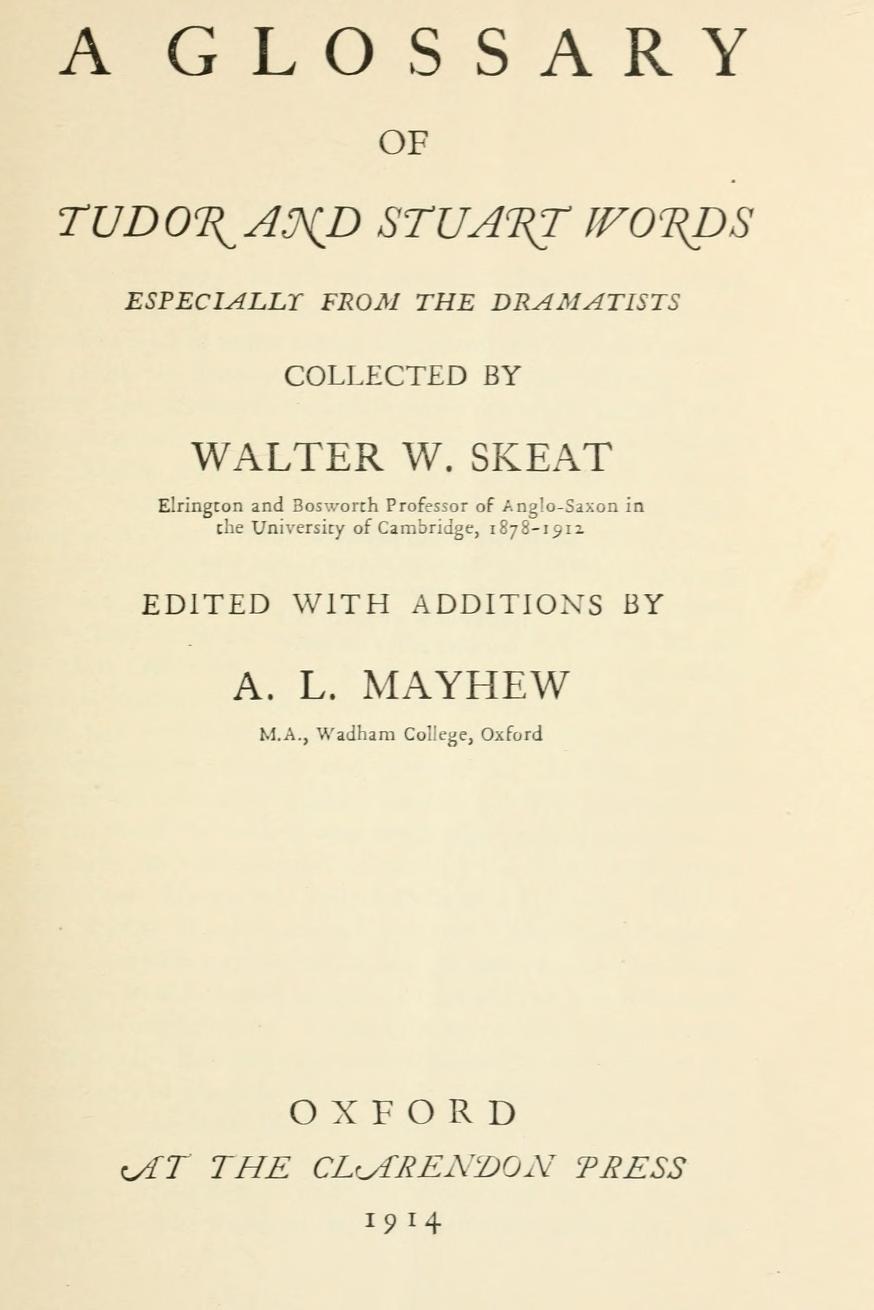 A GLOSSARY
OF
TUDOR AND STUART WORDS
ESPECIALLY FROM THE DRAMATISTS
COLLECTED BY
WALTER W. SKEAT
Elrington and Bosworth Professor of Anglo-Saxon in
the University of Cambridge, 1878-1912
EDITED WITH ADDITIONS BY
A. L. MAYHEW
M.A., Wadham College, Oxford
OXFORD
AT THE CLARENDON PRESS
1914